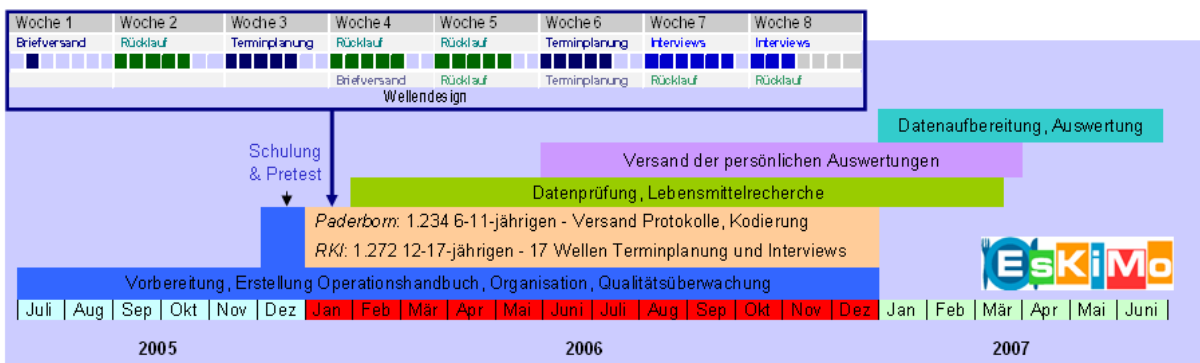 Woche 1 Woche 2 Woche 3 Woche 4 Woche 5 Woche 6 Woche 7 Woche 8
Briefversand Rücklauf Terminplanung Rücklauf Rücklauf Terminplanung Interviews Interviews
Briefversand Rücklauf Terminplanung Rücklauf Rücklauf
Wellendesign
Datenaufbereitung, Auswertung
Schulung
& Pretest
Versand der persönlichen Auswertungen
Datenprüfung, Lebensmittelrecherche
Paderborn: 1.234 6-11-jährigen - Versand Protokolle, Kodierung
RKI: 1.272 12-17-jährigen - 17 Wellen Terminplanung und Interviews
EsKiMo
Vorbereitung, Erstellung Operationshandbuch, Organisation, Qualitätsüberwachung
Juli Aug Sep Okt Nov Dez Jan Feb Mär Apr Mai Juni Juli Aug Sep Okt Nov Dez Jan Feb Mär Apr Mai Juni
2005 2006 2007